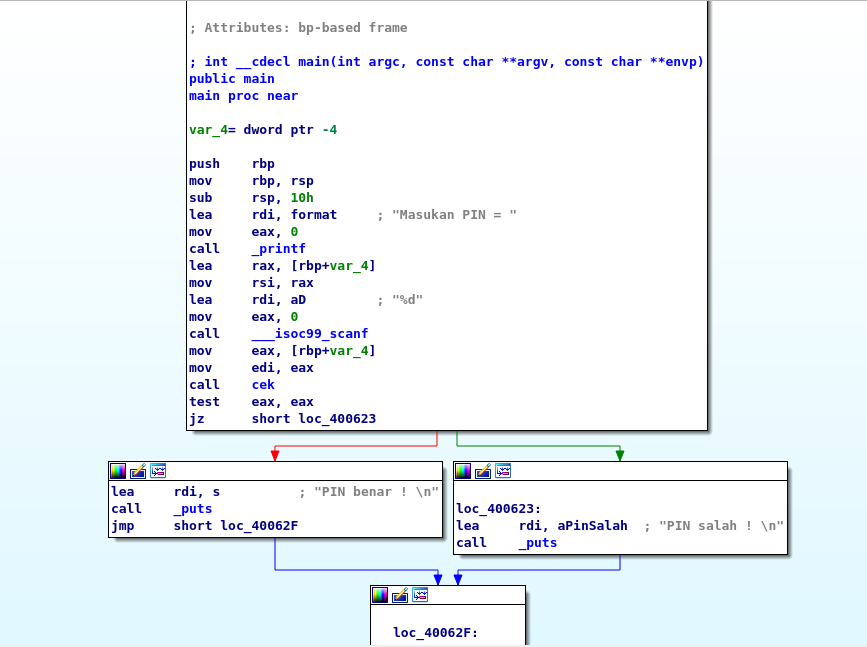 ; Attributes: bp-based frame
; int __cdecl main(int argc, const char **argv, const char **envp)
public main
main proc near
var_4= dword ptr -4
push    rbp
mov     rbp, rsp
sub     rsp, 10h
lea     rdi, format     ; "Masukan PIN = "
mov     eax, 0
call    _printf
lea     rax, [rbp+var_4]
mov     rsi, rax
lea     rdi, aD         ; "%d"
mov     eax, 0
call    ___isoc99_scanf
mov     eax, [rbp+var_4]
mov     edi, eax
call    cek
test    eax, eax
jz      short loc_400623
lea     rdi, s          ; "PIN benar ! \n"
call    _puts
jmp     short loc_40062F
loc_400623:
lea     rdi, aPinSalah  ; "PIN salah ! \n"
call    _puts
loc_40062F: